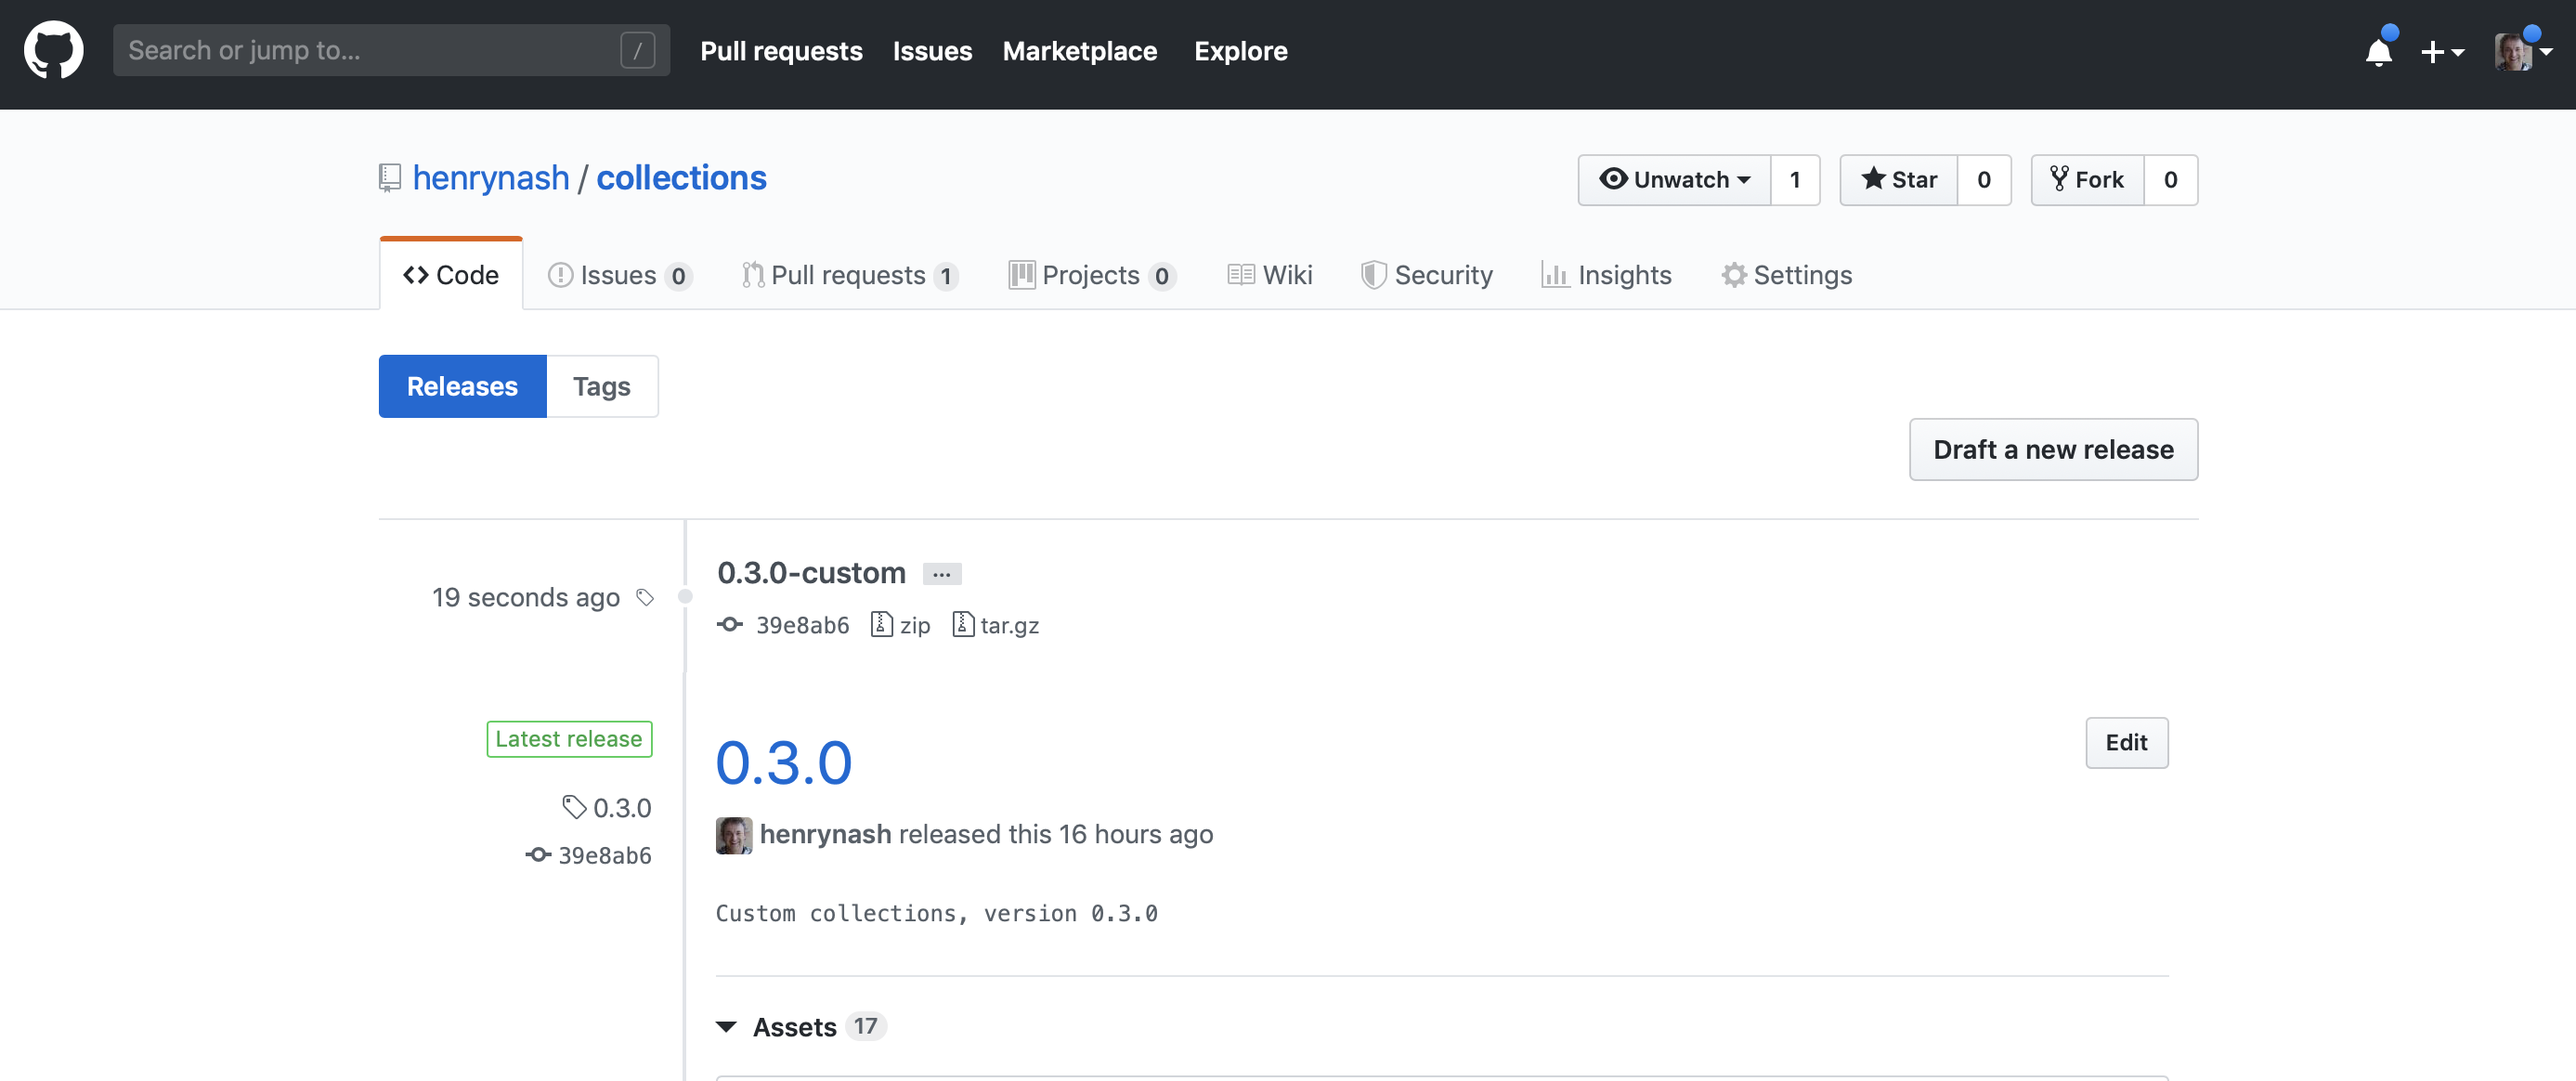 Search or jump to... /
Pull requests Issues Marketplace Explore
henrynash / collections
Unwatch 1 Star 0 Fork 0
Code Issues 0 Pull requests 1 Projects 0 Wiki Security Insights Settings
Releases Tags
Draft a new release
19 seconds ago
0.3.0-custom ...
39e8ab6 zip tar.gz
Latest release
0.3.0
39e8ab6
0.3.0
Edit
henrynash released this 16 hours ago
Custom collections, version 0.3.0
Assets 17